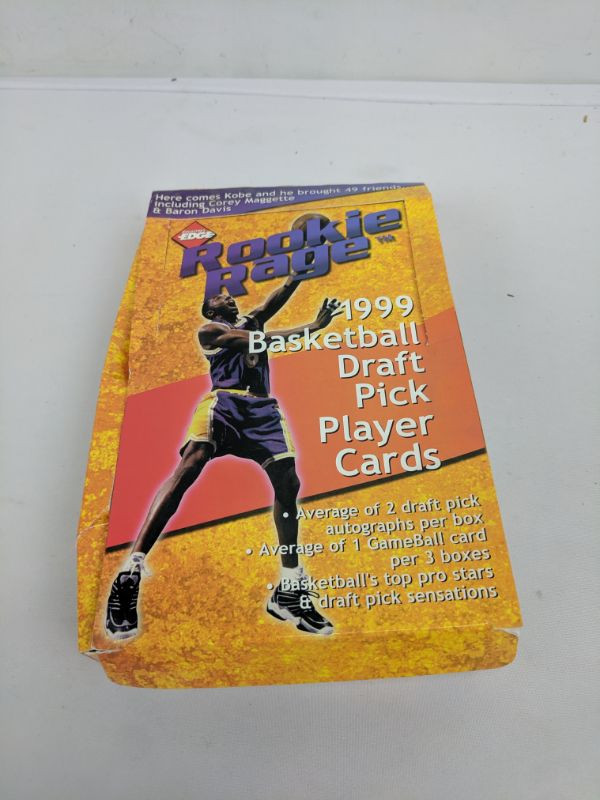 Here comes Kobe and he brought 49 friends
including Corey Maggette
& Baron Davis
EDGE
Rookie
Rage™
1999
Basketball
Draft
Pick
Player
Cards
• Average of 2 draft pick
autographs per box
• Average of 1 GameBall card
per 3 boxes
• Basketball's top pro stars
& draft pick sensations